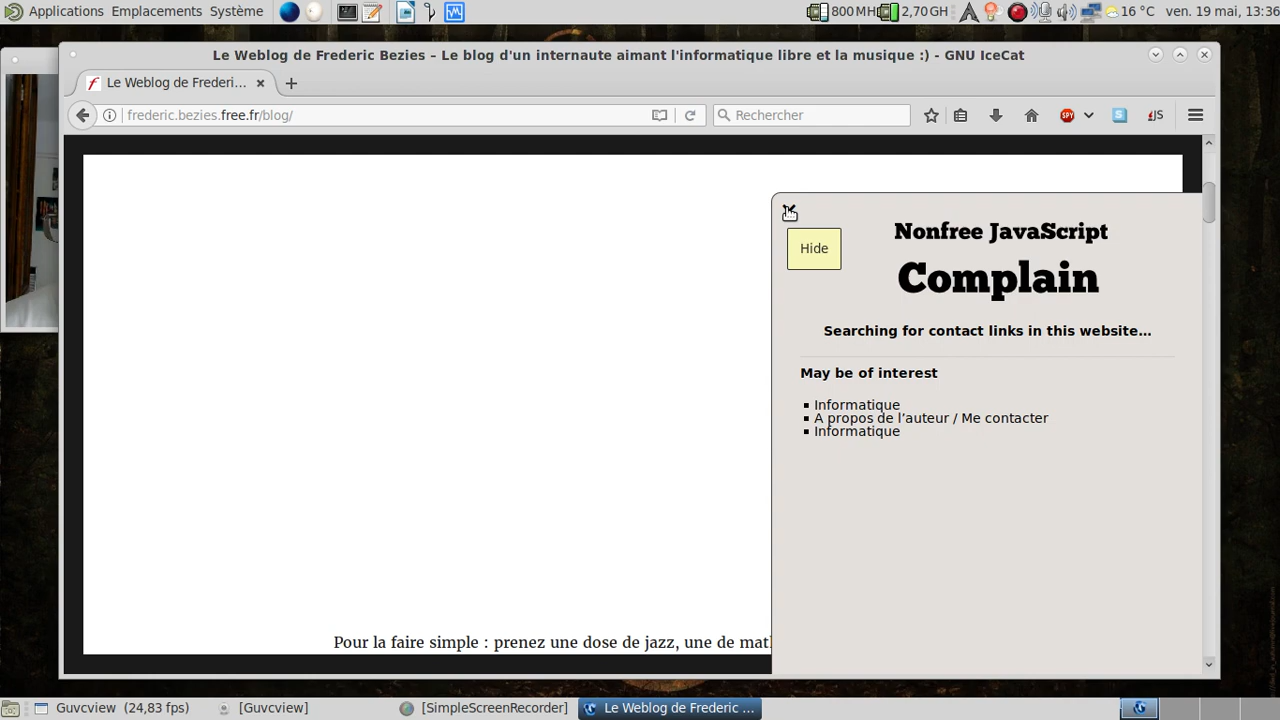 Applications Emplacements Système 800 MH 2,70 GH 16 °C ven. 19 mai, 13:36
Le Weblog de Frederic Bezies – Le blog d'un internaute aimant l'informatique libre et la musique :) - GNU IceCat
Le Weblog de Frederi...
frederic.bezies.free.fr/blog/ Rechercher SPY S JS
Hide
Nonfree JavaScript
Complain
Searching for contact links in this website...
May be of interest
Informatique
A propos de l'auteur / Me contacter
Informatique
Pour la faire simple : prenez une dose de jazz, une de mat
Guvcview (24,83 fps) [Guvcview] [SimpleScreenRecorder] Le Weblog de Frederic ...